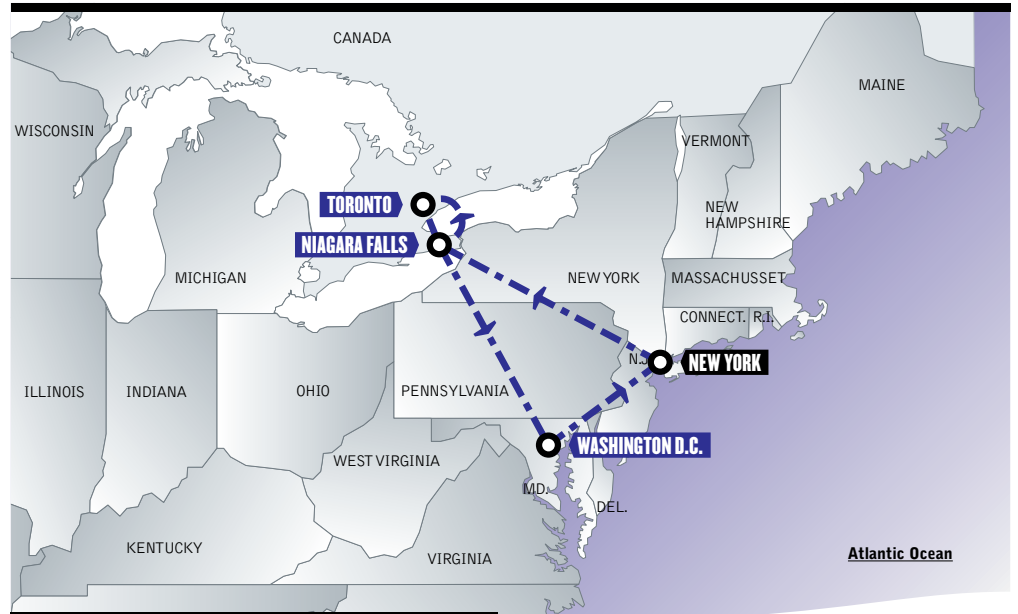 CANADA
MAINE
WISCONSIN
VERMONT
TORONTO
NEW
HAMPSHIRE
NIAGARA FALLS
MICHIGAN
NEW YORK
MASSACHUSSET
CONNECT.
R.I.
N.J.
NEW YORK
ILLINOIS
INDIANA
OHIO
PENNSYLVANIA
WASHINGTON D.C.
WEST VIRGINIA
MD.
DEL.
KENTUCKY
VIRGINIA
Atlantic Ocean